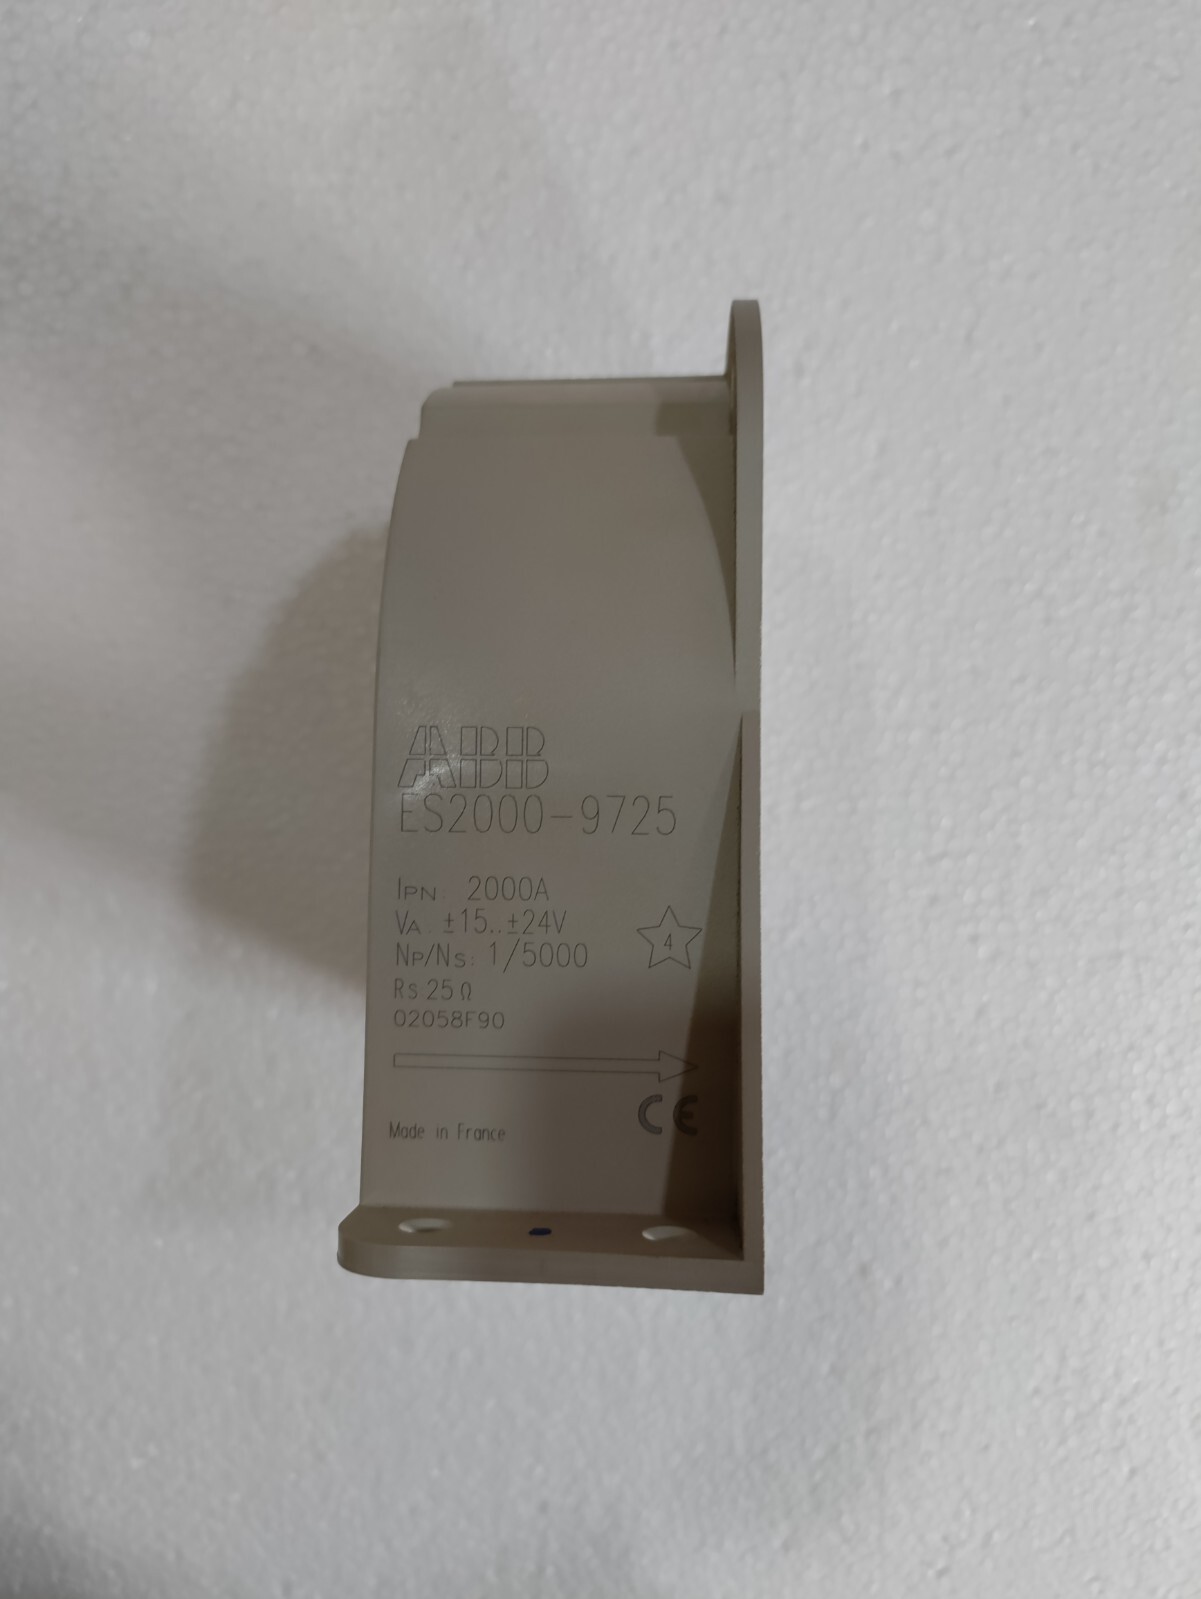 ABB
ES2000-9725
IPN: 2000A
VA: ±15..±24V
NP/NS: 1/5000
4
RS: 25Ω
02058F90
CE
Made in France